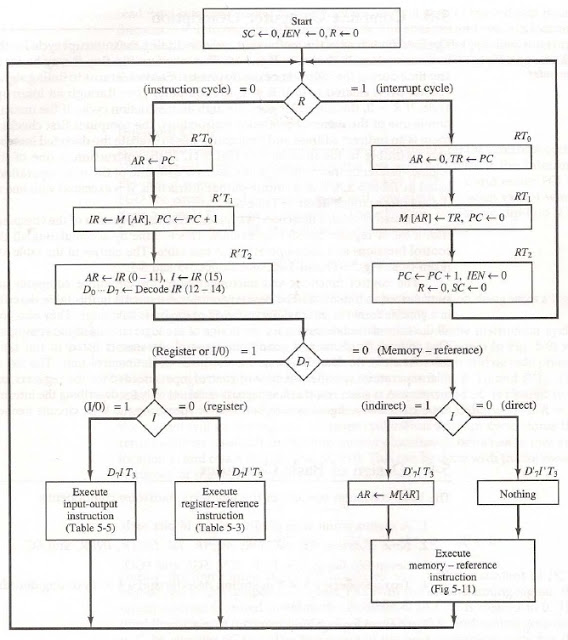 Start
SC ← 0, IEN ← 0, R ← 0
(instruction cycle) = 0
R
= 1 (interrupt cycle)
R'T0
AR ← PC
RT0
AR ← 0, TR ← PC
R'T1
IR ← M [AR], PC ← PC + 1
RT1
M [AR] ← TR, PC ← 0
R'T2
AR ← IR (0 – 11), I ← IR (15)
D0 – D7 ← Decode IR (12 – 14)
RT2
PC ← PC + 1, IEN ← 0
R ← 0, SC ← 0
(Register or I/0) = 1
D7
= 0 (Memory – reference)
(I/0) = 1
I
= 0 (register)
(indirect) = 1
I
= 0 (direct)
D7IT3
Execute
input-output
instruction
(Table 5-5)
D7I'T3
Execute
register-reference
instruction
(Table 5-3)
D'7IT3
AR ← M[AR]
D'7I'T3
Nothing
Execute
memory – reference
instruction
(Fig 5-11)